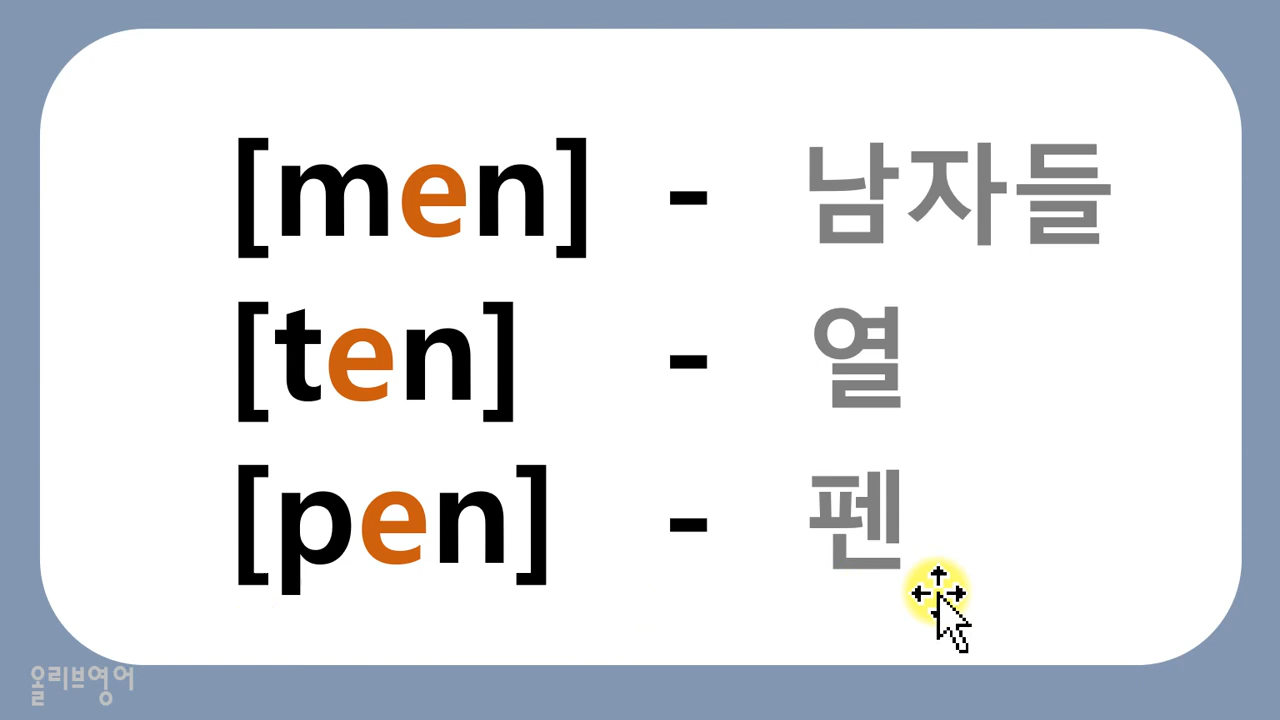 [men] - 남자들
[ten] - 열
[pen] - 펜
올리브영어